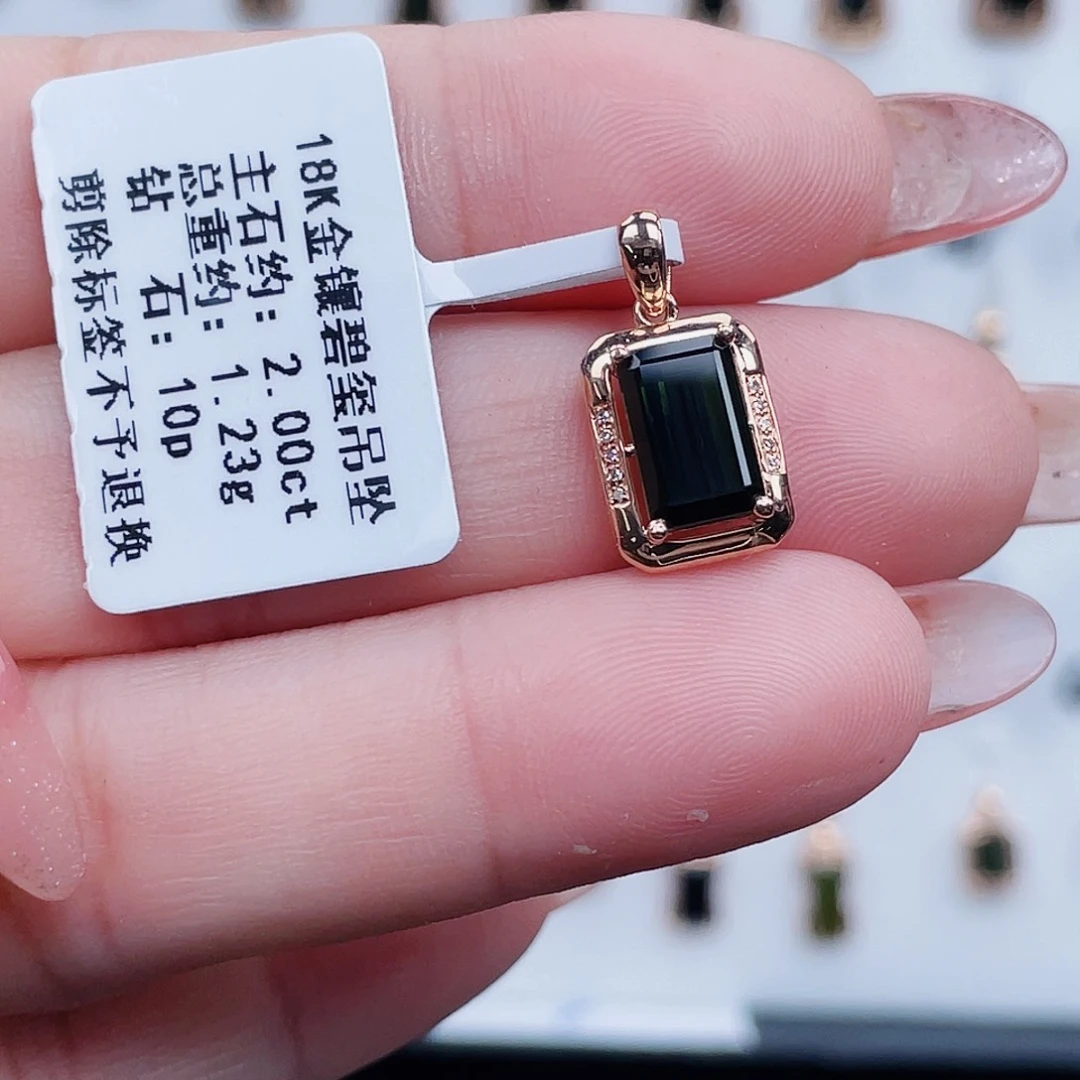 18K金镶碧玺吊坠
主石约: 2.00ct
总重约: 1.23g
钻 石: 10p
剪除标签不予退换